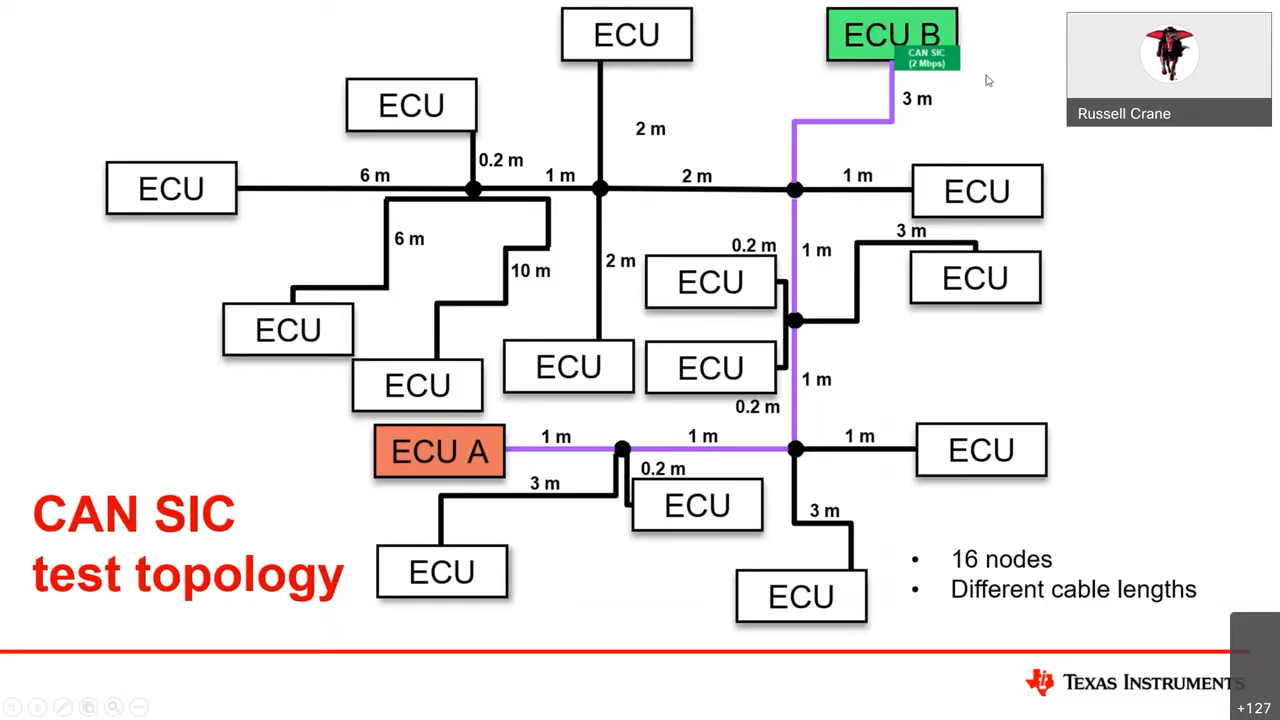 ECU
ECU B
CAN SIC
(2 Mbps)
Russell Crane
3 m
ECU
2 m
0.2 m
ECU
6 m
1 m
2 m
1 m
ECU
6 m
10 m
2 m
0.2 m
1 m
3 m
ECU
ECU
ECU
ECU
ECU
ECU
1 m
0.2 m
ECU A
1 m
1 m
1 m
ECU
0.2 m
3 m
ECU
3 m
ECU
ECU
CAN SIC
test topology
• 16 nodes
• Different cable lengths
TEXAS INSTRUMENTS
+127